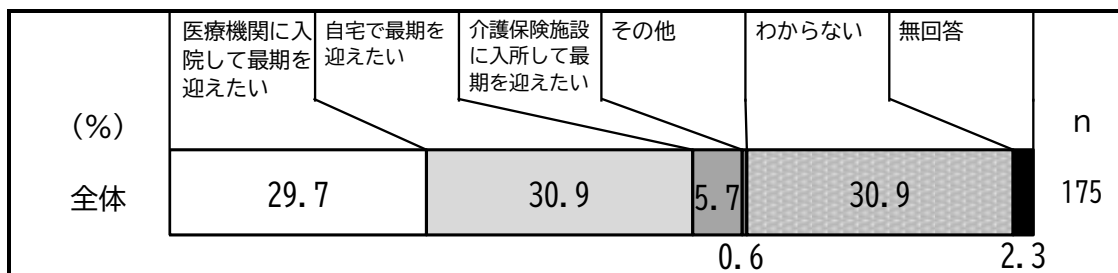 医療機関に入
院して最期を
迎えたい
自宅で最期を
迎えたい
介護保険施設
に入所して最
期を迎えたい
その他
わからない
無回答
(%)
n
全体
29.7
30.9
5.7
30.9
175
0.6
2.3